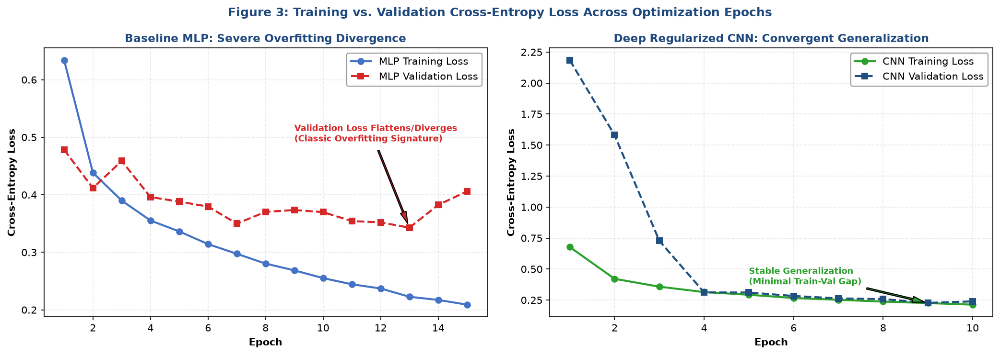 Figure 3: Training vs. Validation Cross-Entropy Loss Across Optimization Epochs
Baseline MLP: Severe Overfitting Divergence
MLP Training Loss
MLP Validation Loss
Validation Loss Flattens/Diverges
(Classic Overfitting Signature)
Cross-Entropy Loss
0.6
0.5
0.4
0.3
0.2
2 4 6 8 10 12 14
Epoch
Deep Regularized CNN: Convergent Generalization
CNN Training Loss
CNN Validation Loss
Stable Generalization
(Minimal Train-Val Gap)
Cross-Entropy Loss
2.25
2.00
1.75
1.50
1.25
1.00
0.75
0.50
0.25
2 4 6 8 10
Epoch